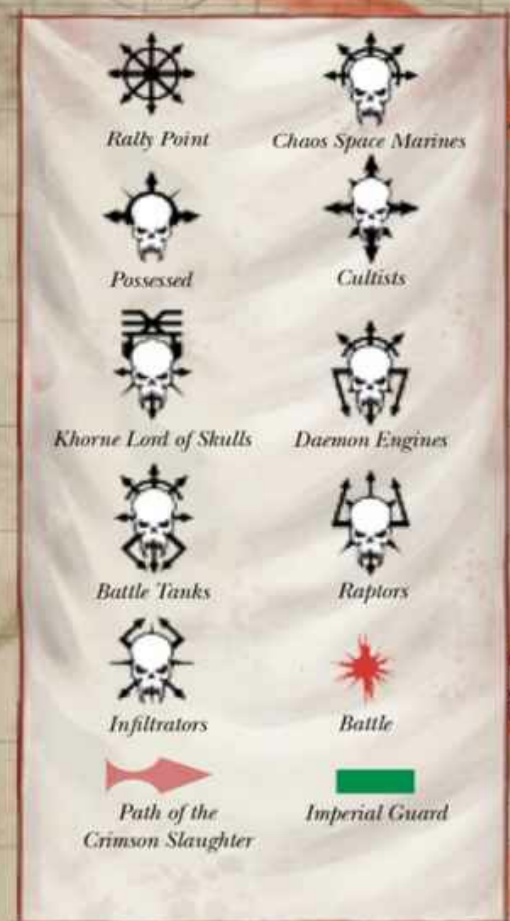 Rally Point
Chaos Space Marines
Possessed
Cultists
Khorne Lord of Skulls
Daemon Engines
Battle Tanks
Raptors
Infiltrators
Battle
Path of the
Crimson Slaughter
Imperial Guard